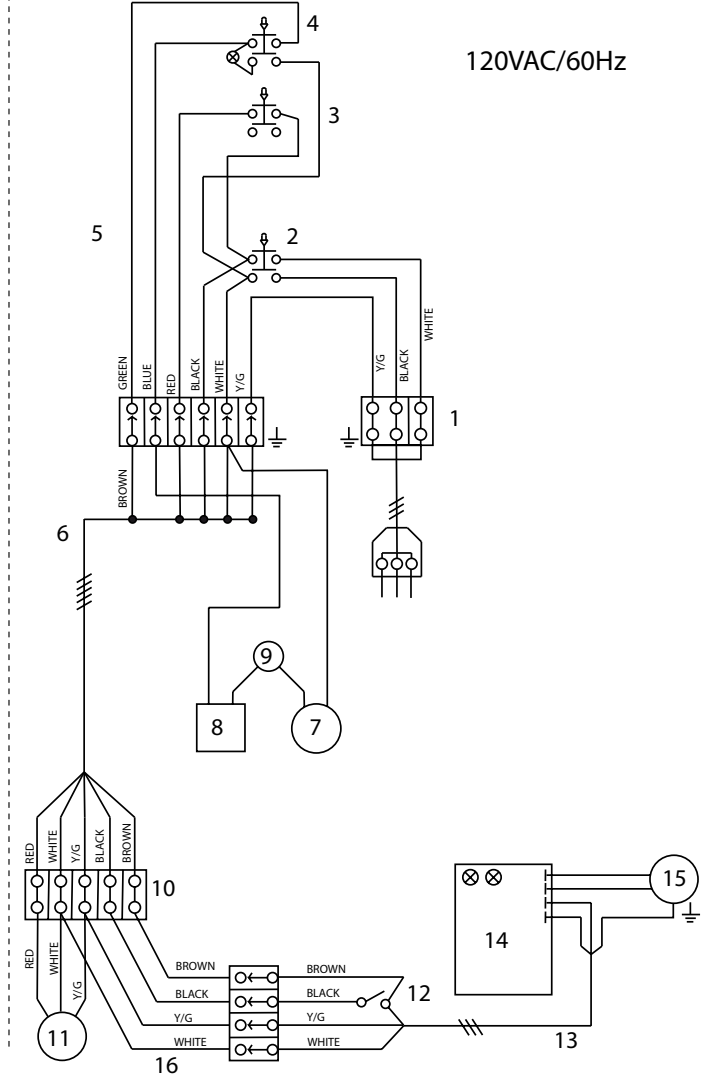 4
120VAC/60Hz
3
5
2
GREEN
BLUE
RED
BLACK
WHITE
Y/G
Y/G
BLACK
WHITE
1
BROWN
6
9
8
7
RED
WHITE
Y/G
BLACK
BROWN
10
15
14
RED
WHITE
Y/G
BROWN
BROWN
BLACK
BLACK
12
Y/G
Y/G
WHITE
WHITE
11
13
16